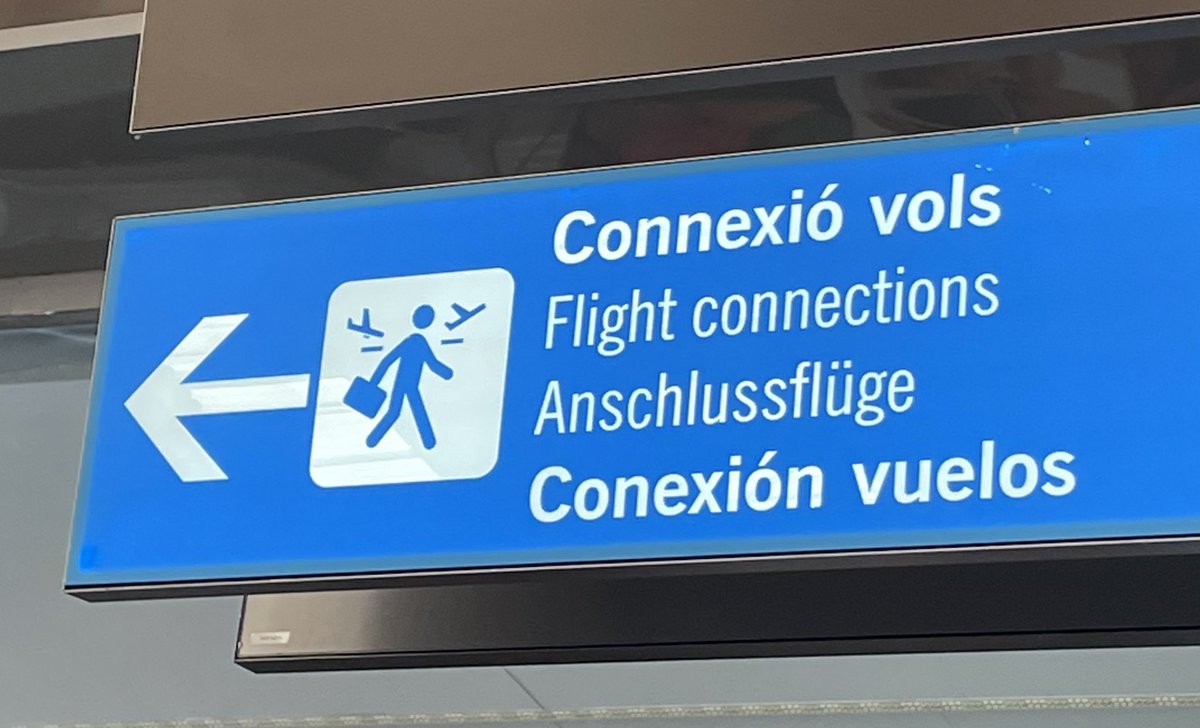 Connexió vols
Flight connections
Anschlussflüge
Conexión vuelos